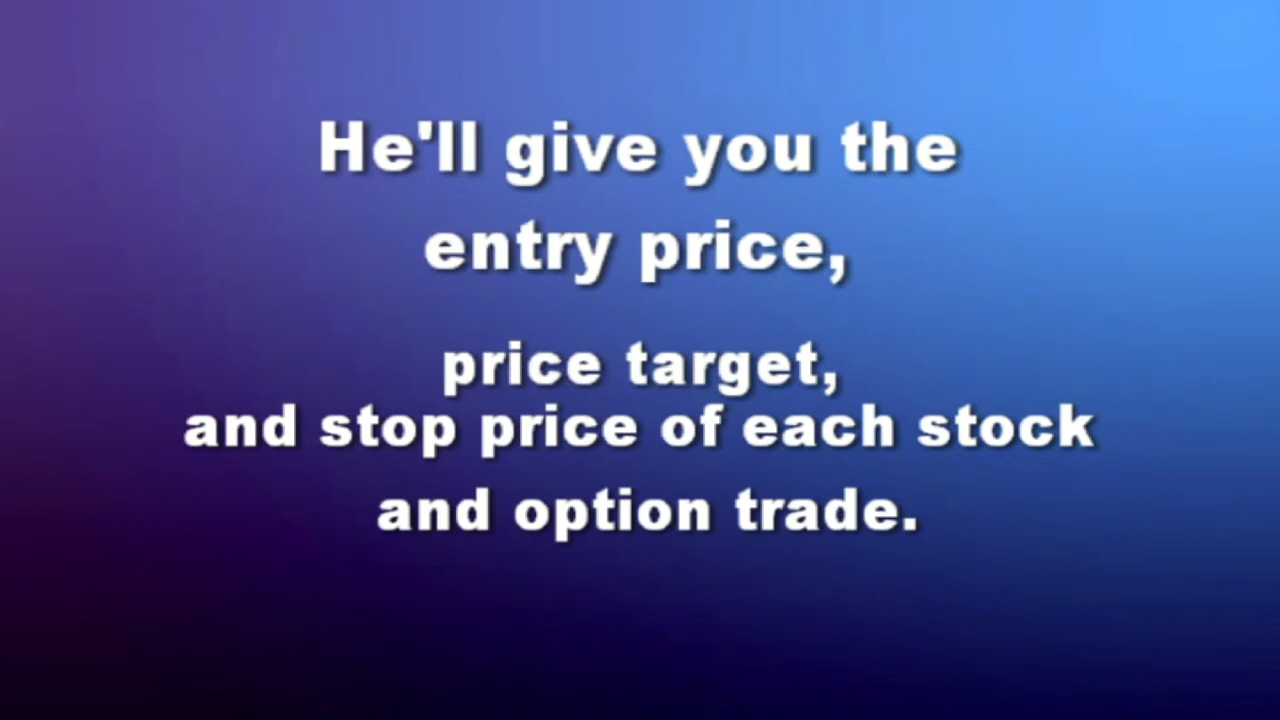 He'll give you the
entry price,
price target,
and stop price of each stock
and option trade.